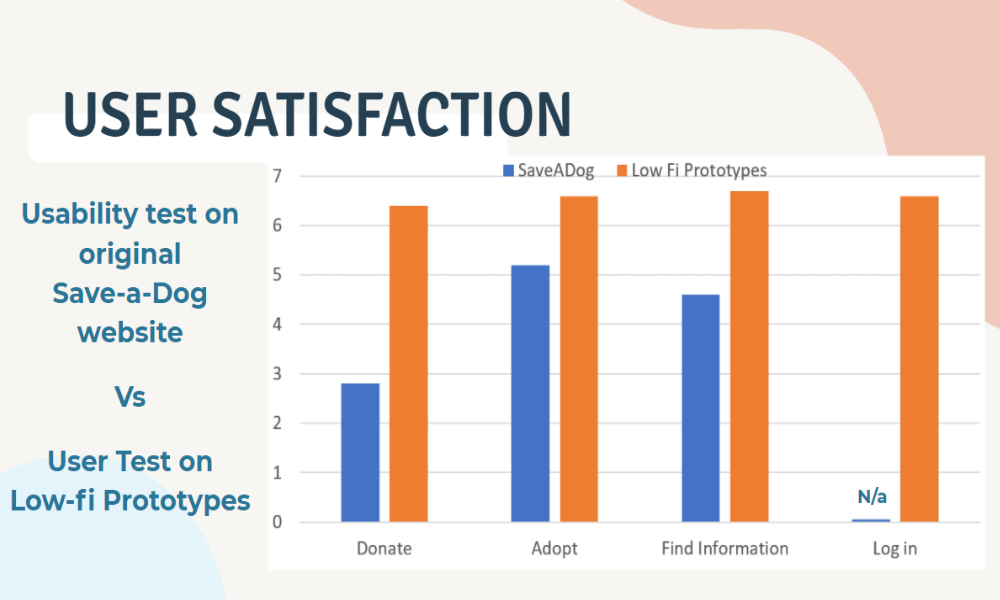 USER SATISFACTION
Usability test on
original
Save-a-Dog
website
Vs
User Test on
Low-fi Prototypes
SaveADog Low Fi Prototypes
7
6
5
4
3
2
1
0
N/a
Donate Adopt Find Information Log in